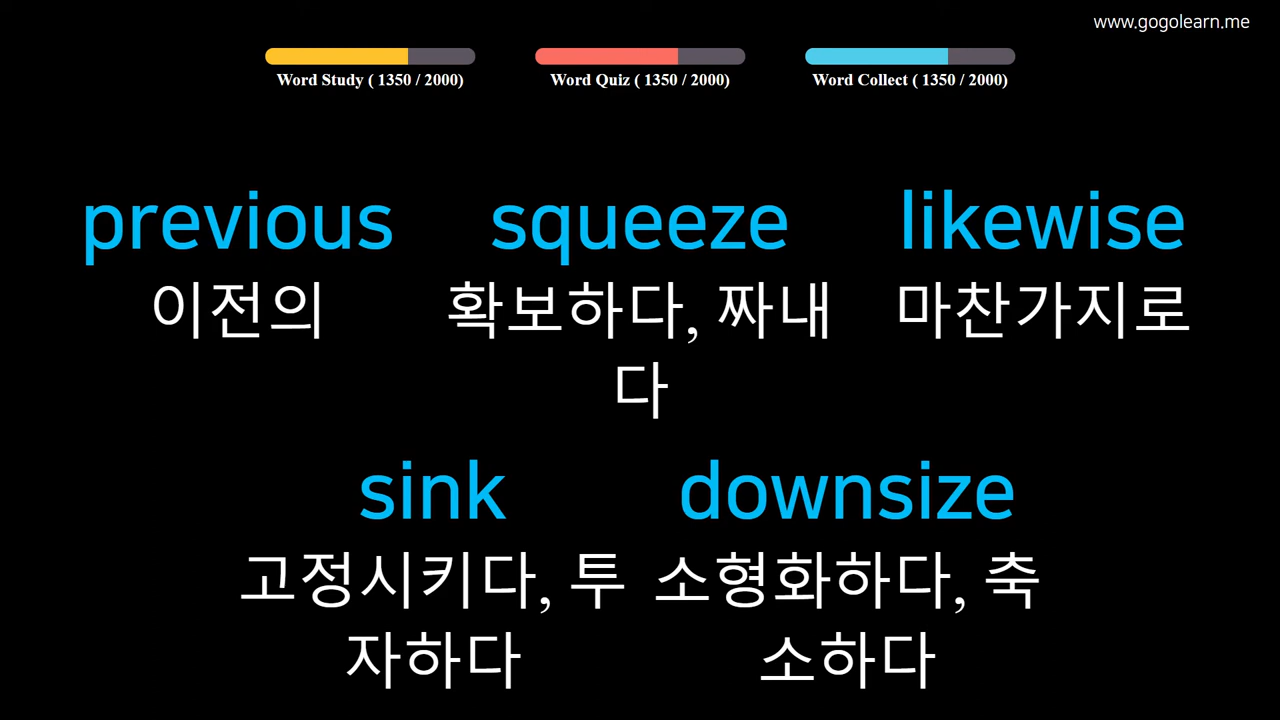 www.gogolearn.me
Word Study ( 1350 / 2000)
Word Quiz ( 1350 / 2000)
Word Collect ( 1350 / 2000)
previous
이전의
squeeze
확보하다, 짜내
다
likewise
마찬가지로
sink
고정시키다, 투
자하다
downsize
소형화하다, 축
소하다